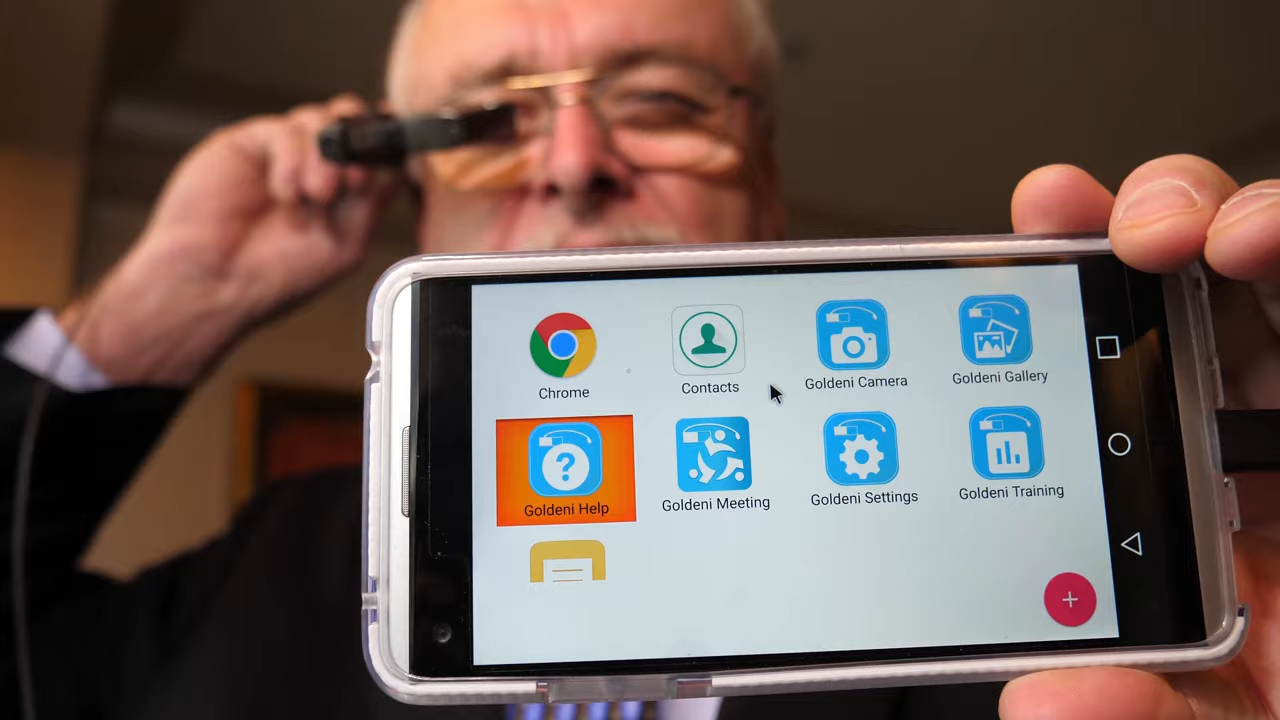 Chrome
Contacts
Goldeni Camera
Goldeni Gallery
Goldeni Help
Goldeni Meeting
Goldeni Settings
Goldeni Training